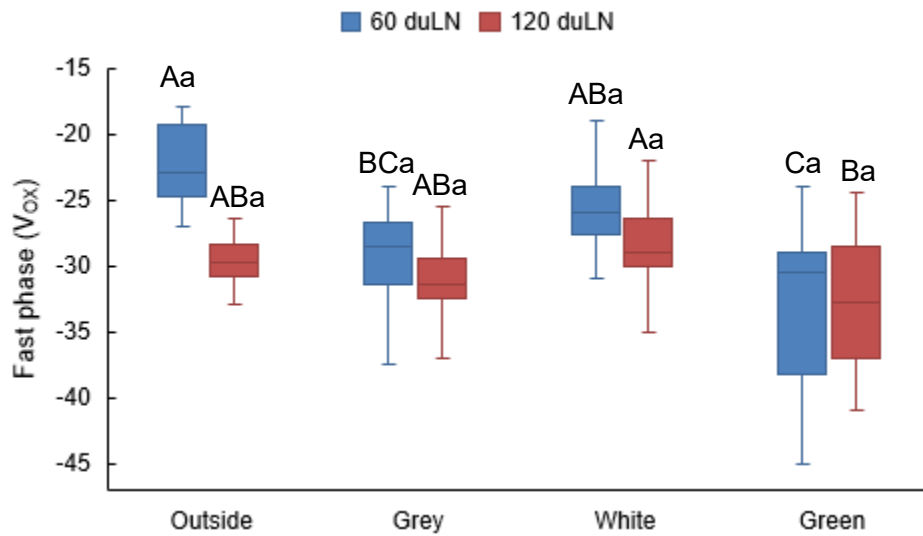 60 duLN 120 duLN
Fast phase (VOX)
-15
-20
-25
-30
-35
-40
-45
Aa
ABa
BCa
ABa
ABa
Aa
Ca
Ba
Outside Grey White Green